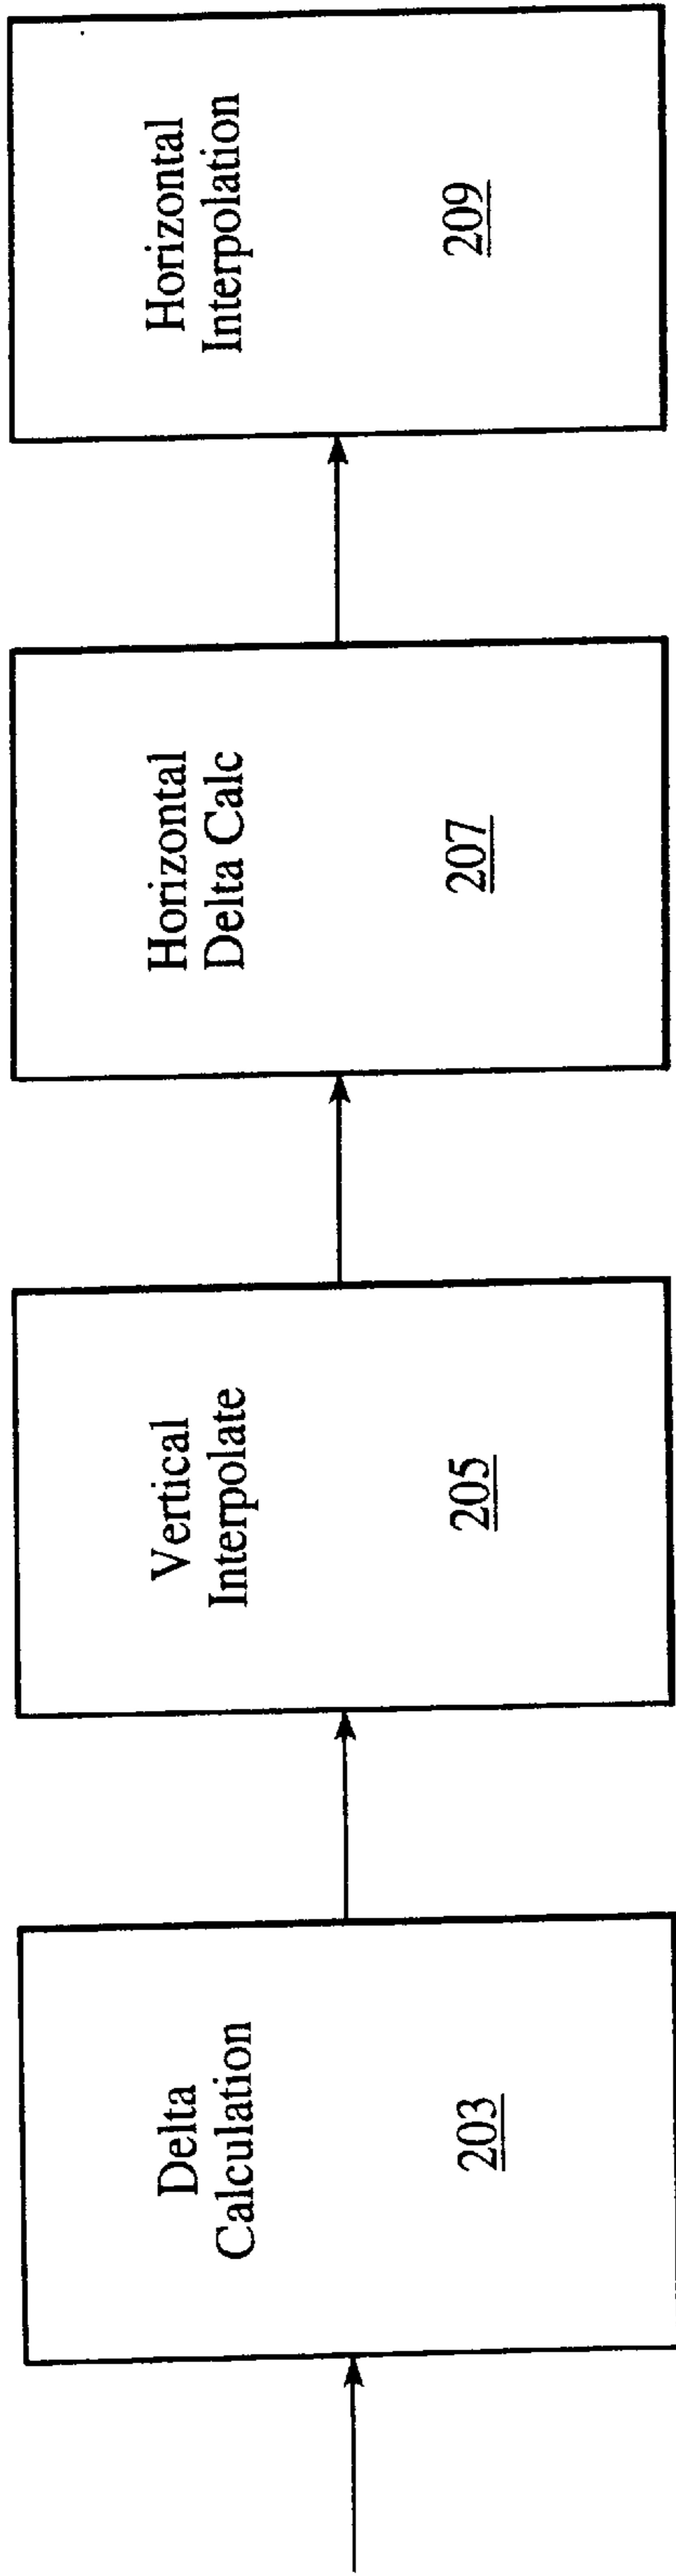 Delta
Calculation
203
Vertical
Interpolate
205
Horizontal
Delta Calc
207
Horizontal
Interpolation
209